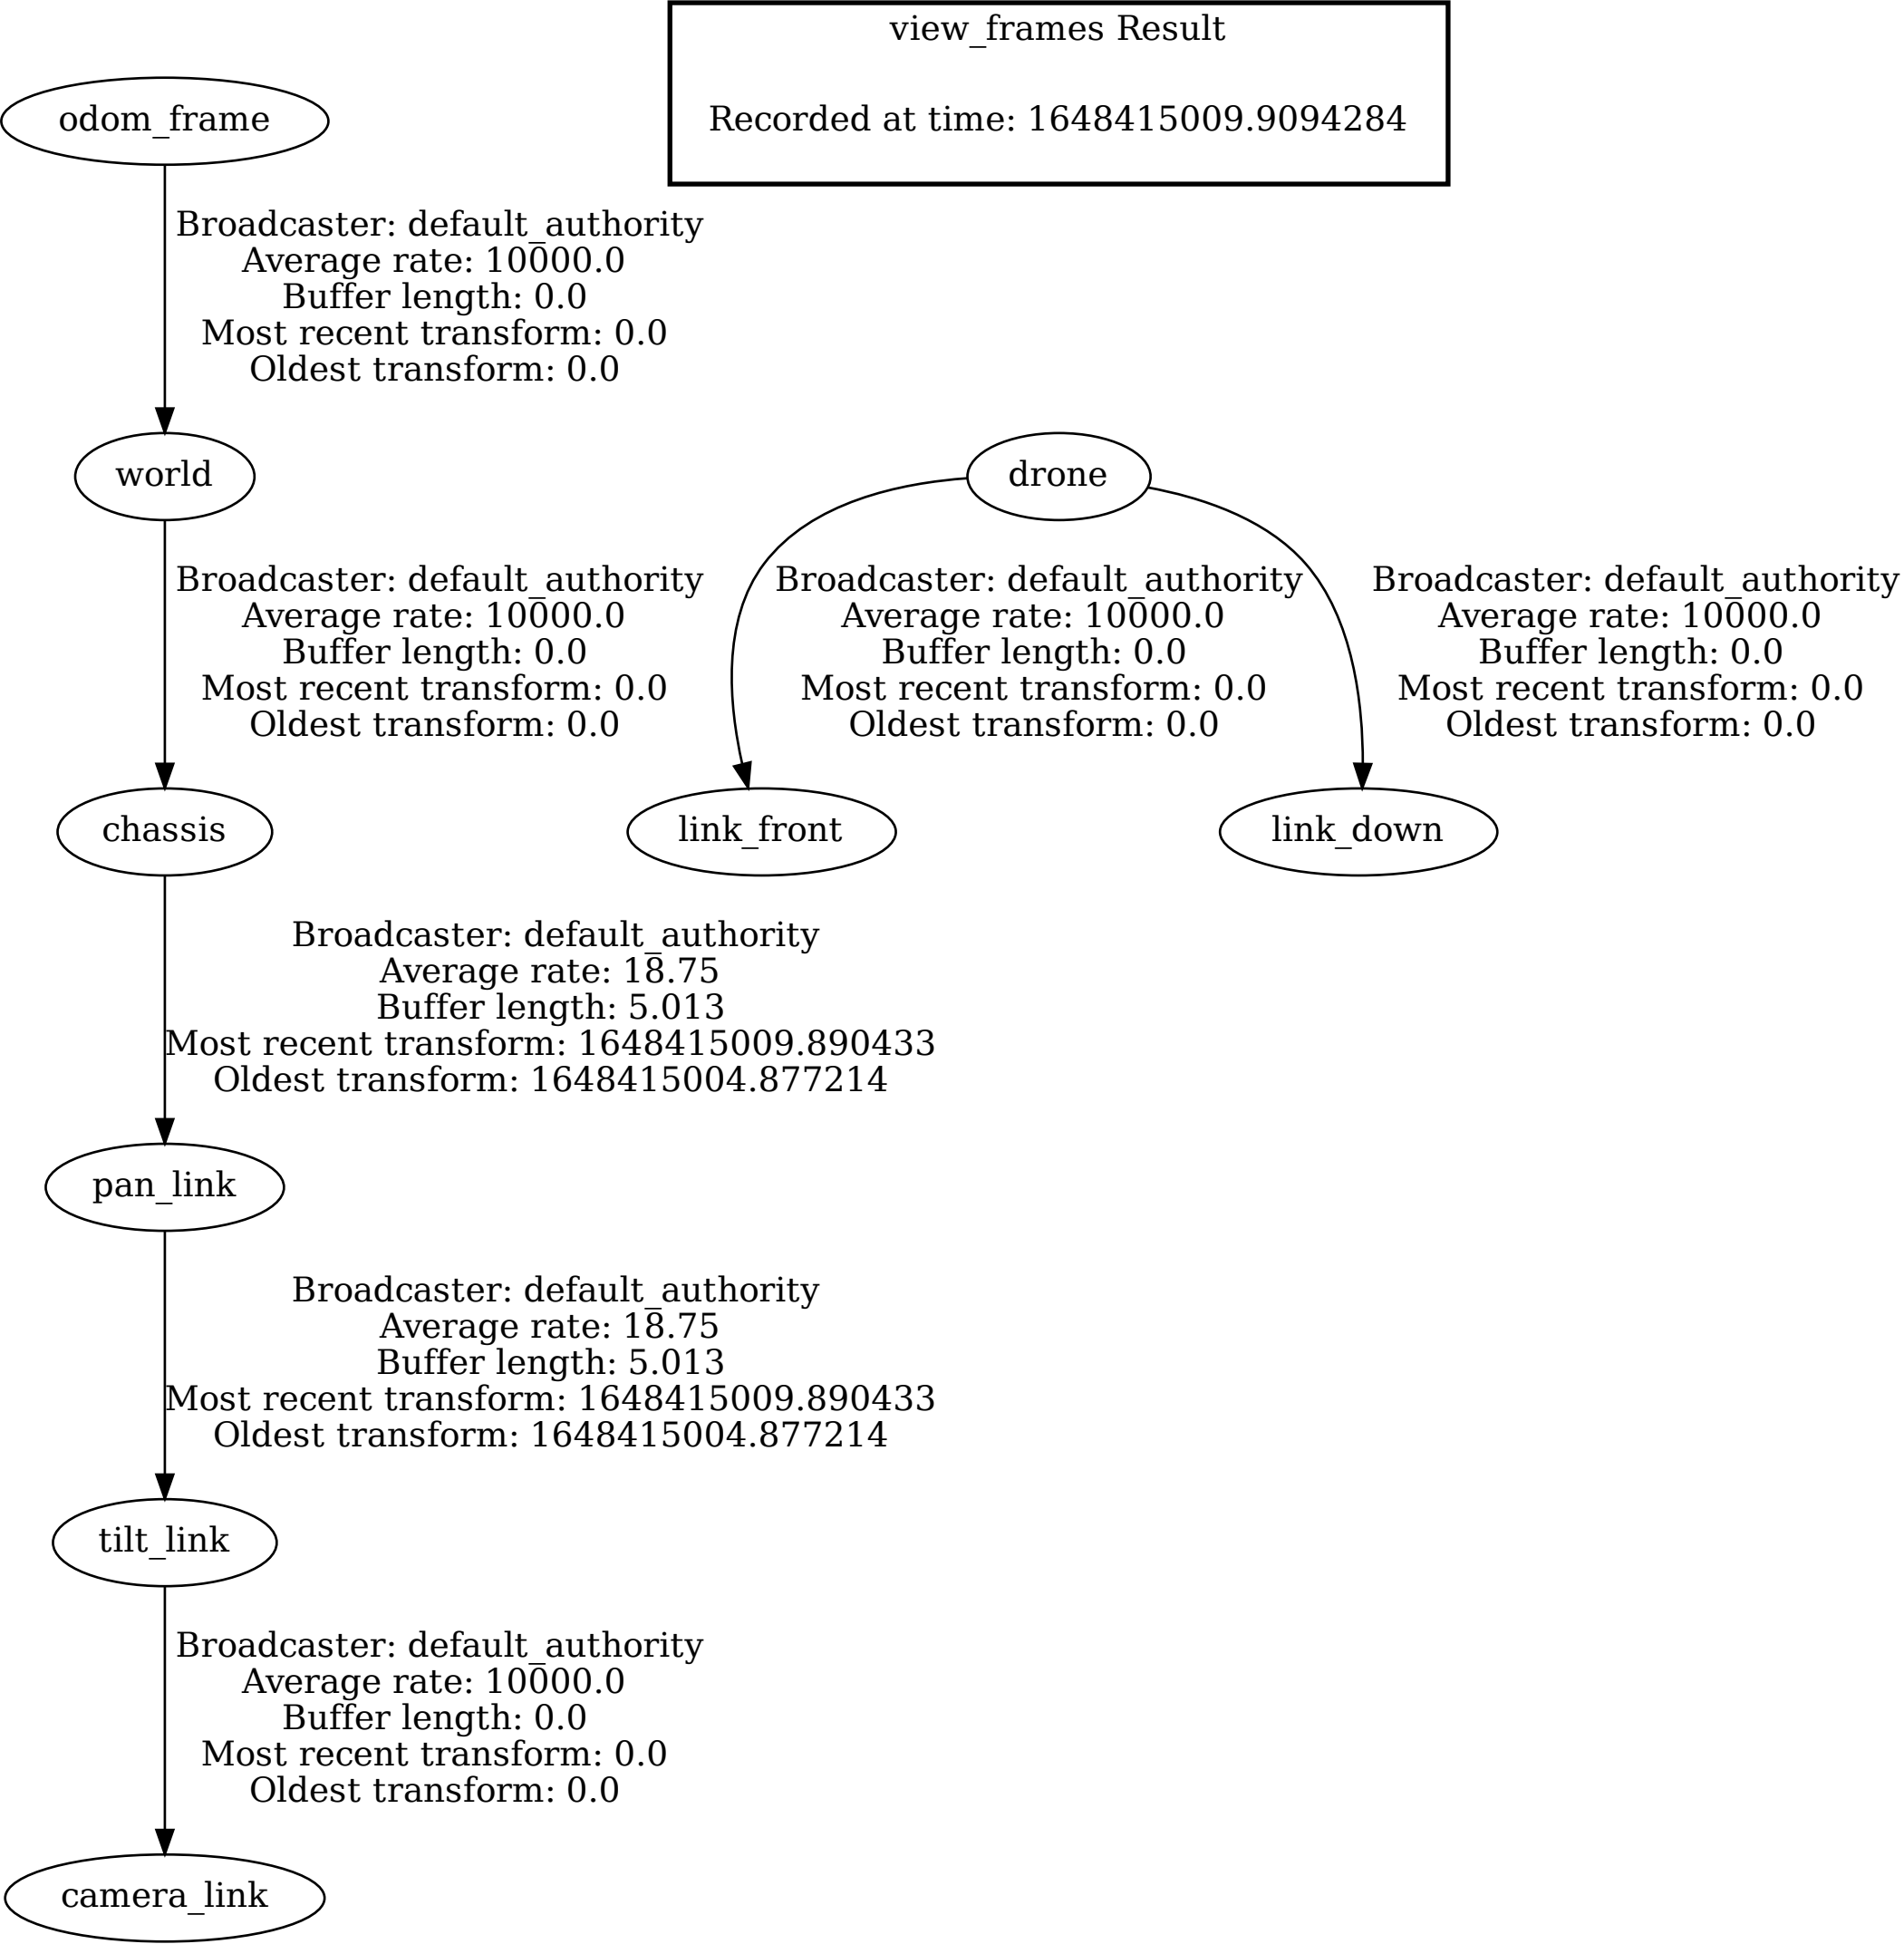 view_frames Result
Recorded at time: 1648415009.9094284
odom_frame
Broadcaster: default_authority
Average rate: 10000.0
Buffer length: 0.0
Most recent transform: 0.0
Oldest transform: 0.0
world
drone
Broadcaster: default_authority
Average rate: 10000.0
Buffer length: 0.0
Most recent transform: 0.0
Oldest transform: 0.0
Broadcaster: default_authority
Average rate: 10000.0
Buffer length: 0.0
Most recent transform: 0.0
Oldest transform: 0.0
Broadcaster: default_authority
Average rate: 10000.0
Buffer length: 0.0
Most recent transform: 0.0
Oldest transform: 0.0
chassis
link_front
link_down
Broadcaster: default_authority
Average rate: 18.75
Buffer length: 5.013
Most recent transform: 1648415009.890433
Oldest transform: 1648415004.877214
pan_link
Broadcaster: default_authority
Average rate: 18.75
Buffer length: 5.013
Most recent transform: 1648415009.890433
Oldest transform: 1648415004.877214
tilt_link
Broadcaster: default_authority
Average rate: 10000.0
Buffer length: 0.0
Most recent transform: 0.0
Oldest transform: 0.0
camera_link